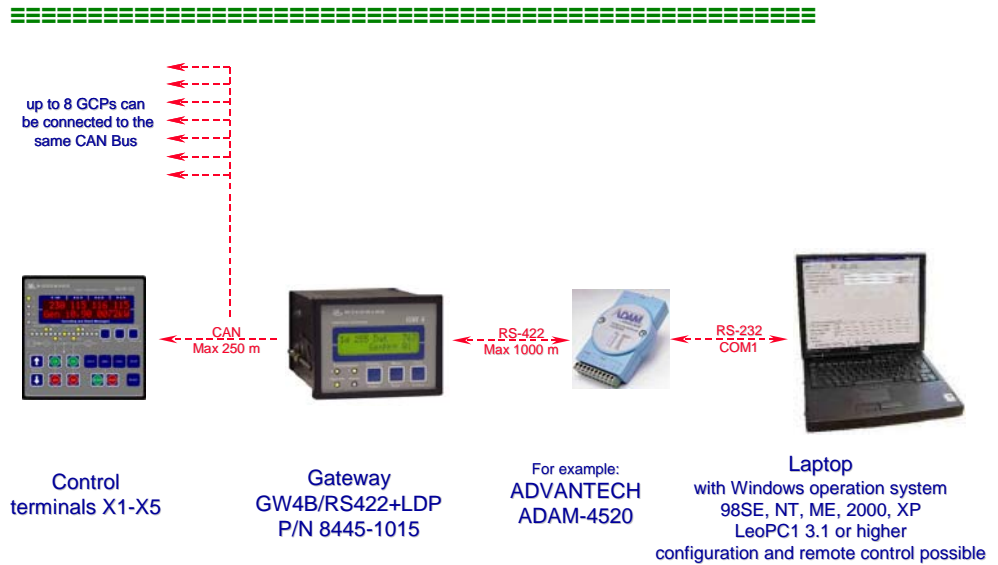 up to 8 GCPs can
be connected to the
same CAN Bus
CAN
Max 250 m
RS-422
Max 1000 m
RS-232
COM1
ADAM
Control
terminals X1-X5
Gateway
GW4B/RS422+LDP
P/N 8445-1015
For example:
ADVANTECH
ADAM-4520
Laptop
with Windows operation system
98SE, NT, ME, 2000, XP
LeoPC1 3.1 or higher
configuration and remote control possible